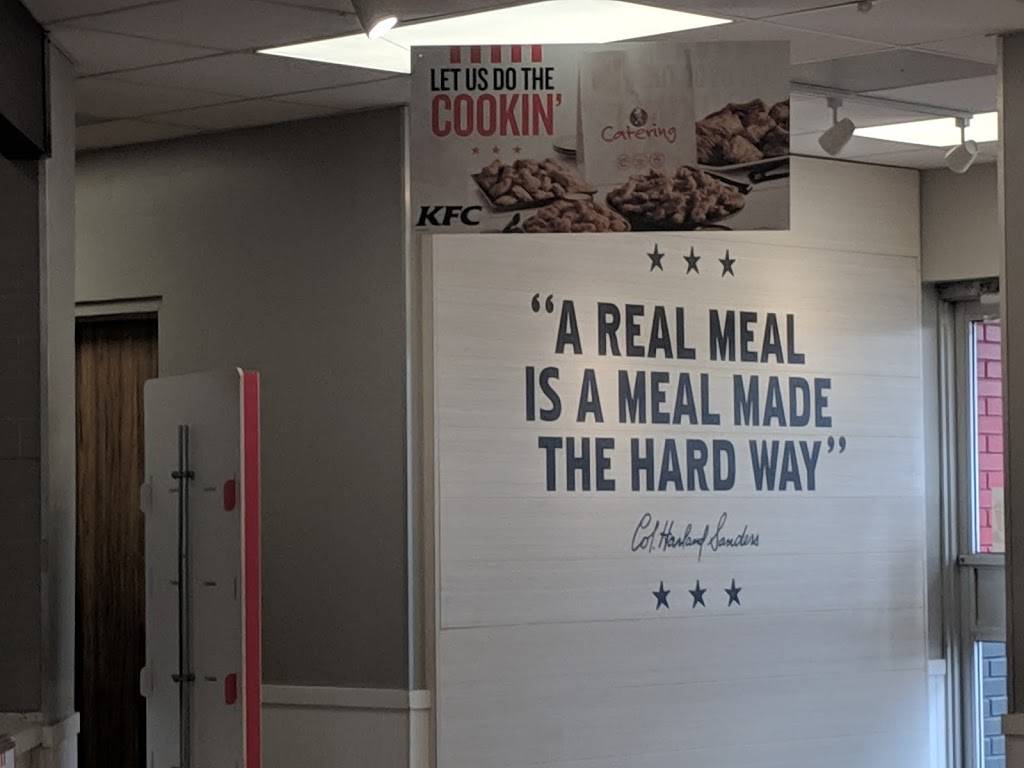 LET US DO THE
COOKIN'
Catering
KFC
“A REAL MEAL
IS A MEAL MADE
THE HARD WAY”
Col. Harland Sanders